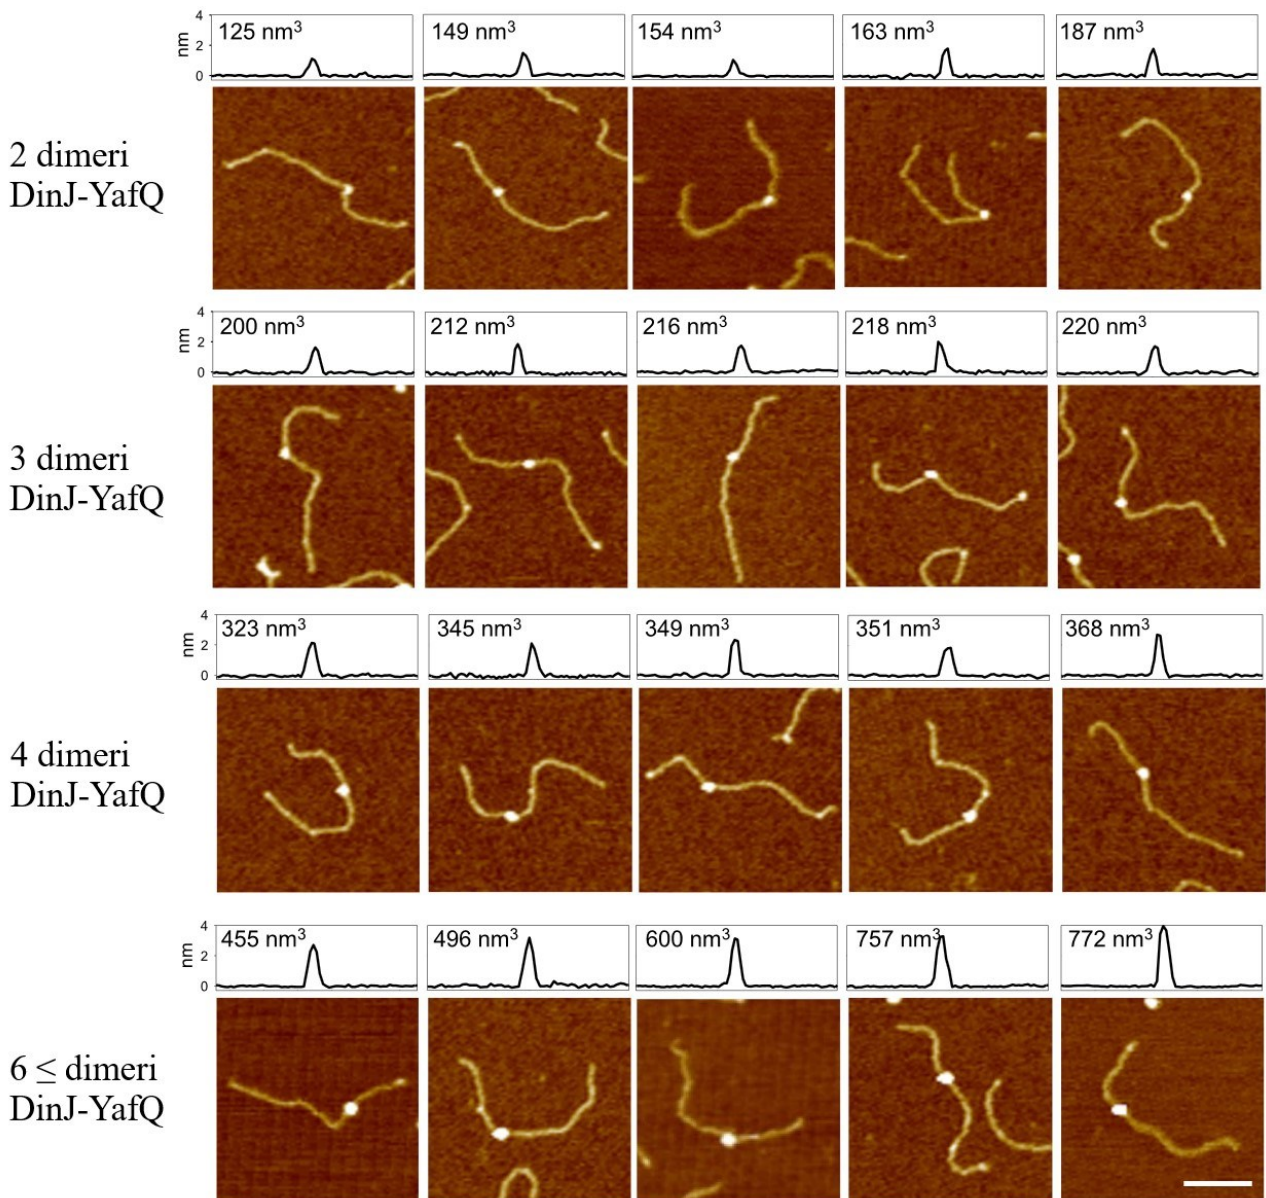 4 125 nm³ 149 nm³ 154 nm³ 163 nm³ 187 nm³
nm 2
0
2 dimeri
DinJ-YafQ
4 200 nm³ 212 nm³ 216 nm³ 218 nm³ 220 nm³
nm 2
0
3 dimeri
DinJ-YafQ
4 323 nm³ 345 nm³ 349 nm³ 351 nm³ 368 nm³
nm 2
0
4 dimeri
DinJ-YafQ
4 455 nm³ 496 nm³ 600 nm³ 757 nm³ 772 nm³
nm 2
0
6 ≤ dimeri
DinJ-YafQ